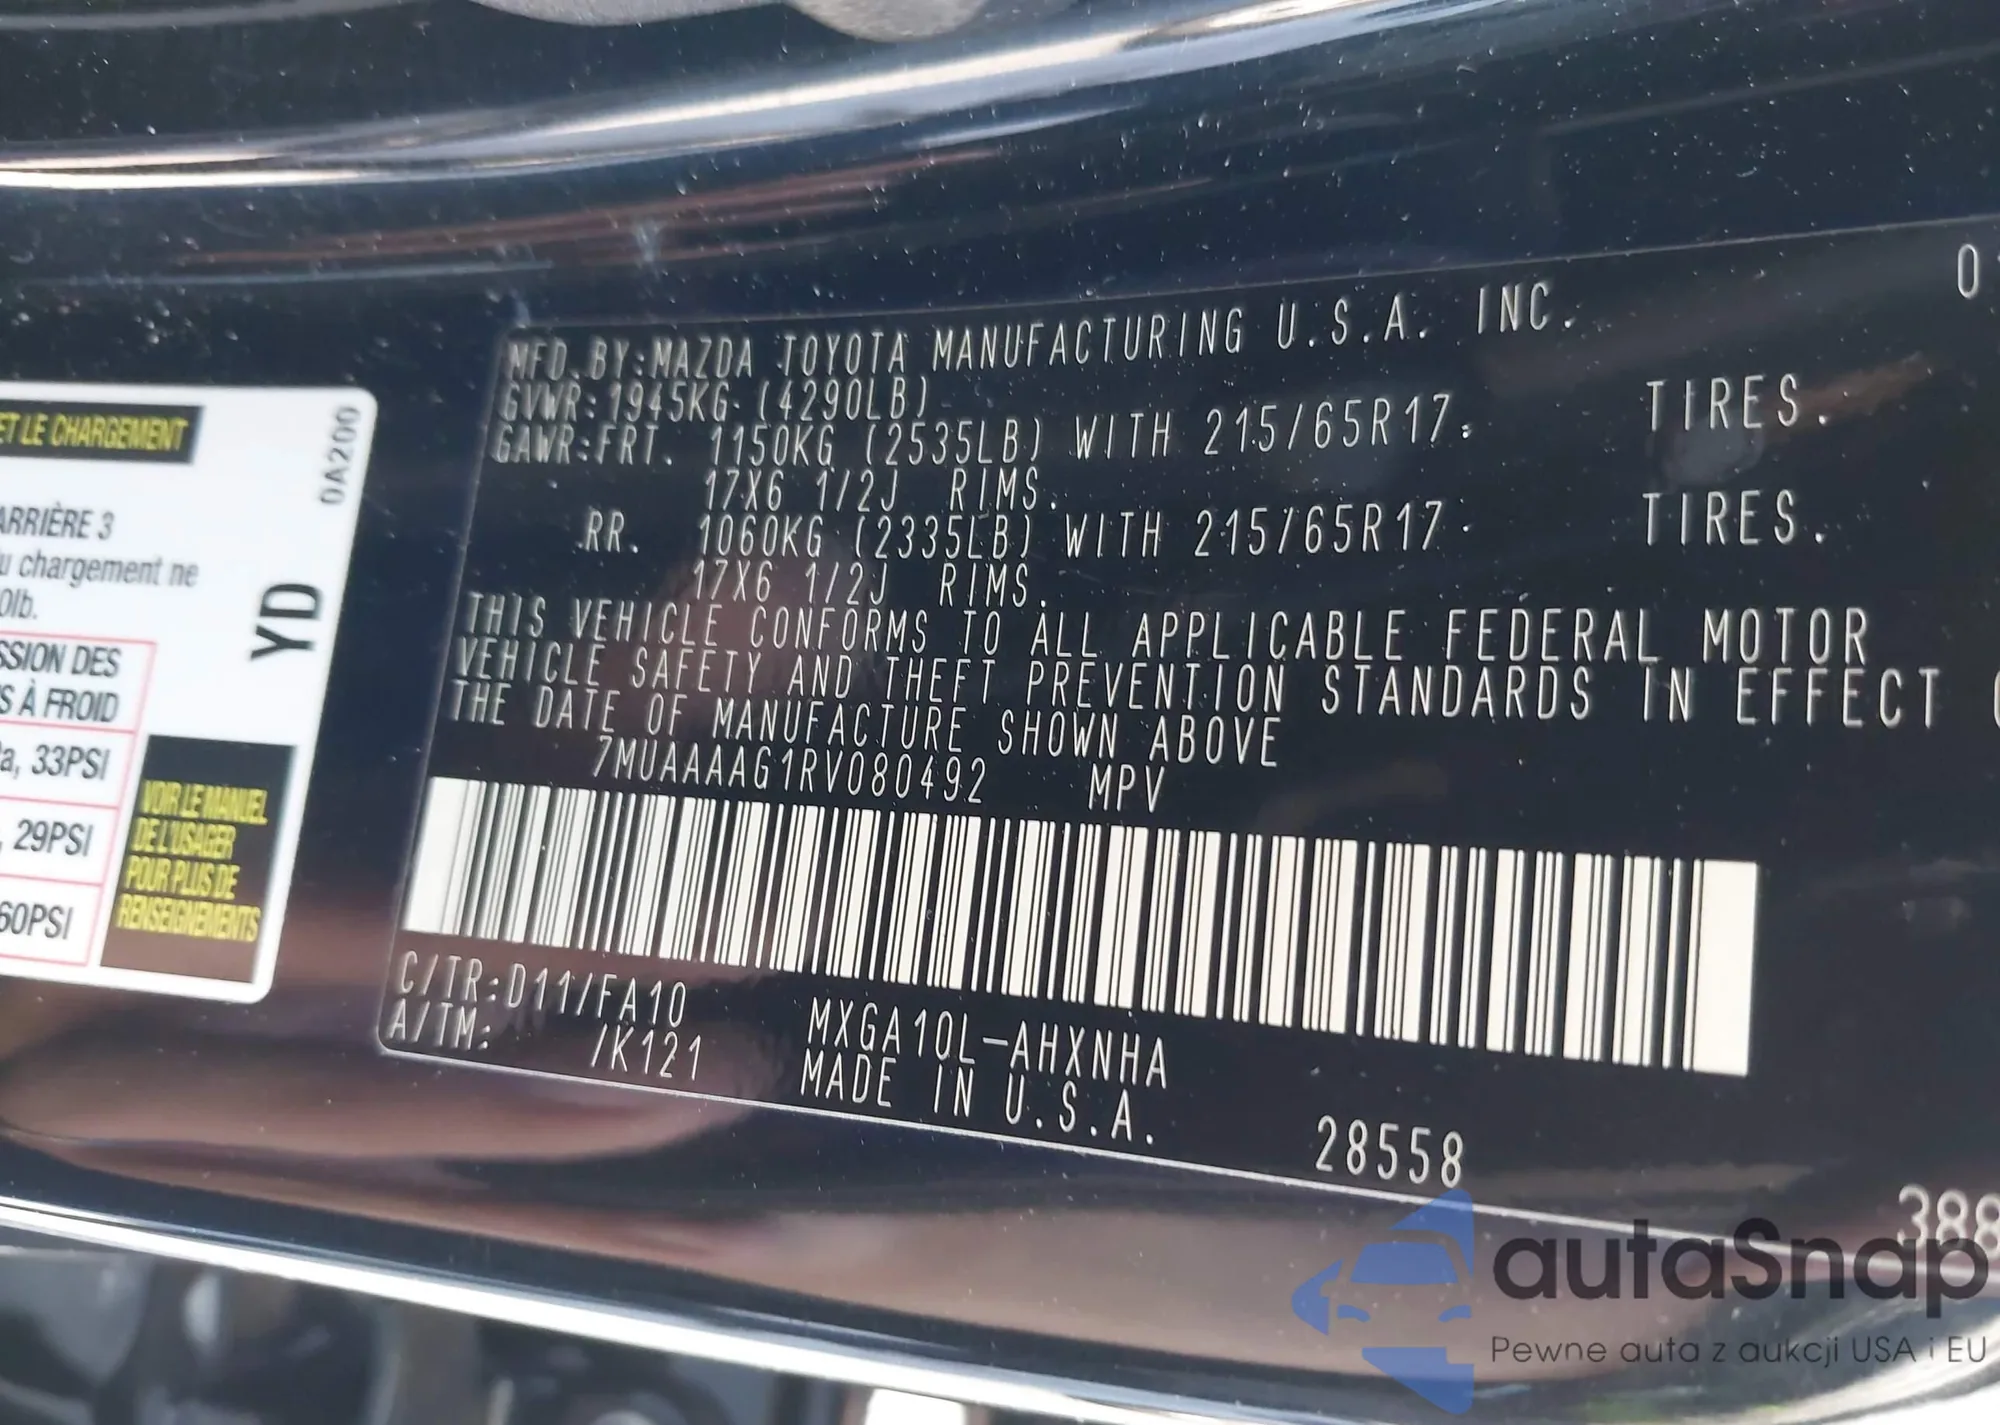 ET LE CHARGEMENT
0A200
ARRIÈRE 3
u chargement ne
0lb.
YD
SSION DES
S À FROID
a, 33PSI
, 29PSI
60PSI
VOIR LE MANUEL
DE L'USAGER
POUR PLUS DE
RENSEIGNEMENTS
0
MFD.BY:MAZDA TOYOTA MANUFACTURING U.S.A. INC.
GVWR:1945KG (4290LB)
GAWR:FRT. 1150KG (2535LB) WITH 215/65R17. TIRES.
17X6 1/2J RIMS.
RR. 1060KG (2335LB) WITH 215/65R17. TIRES.
17X6 1/2J RIMS.
THIS VEHICLE CONFORMS TO ALL APPLICABLE FEDERAL MOTOR
VEHICLE SAFETY AND THEFT PREVENTION STANDARDS IN EFFECT
THE DATE OF MANUFACTURE SHOWN ABOVE
7MUAAAAG1RV080492 MPV
C/TR:D11/FA10 MXGA10L-AHXNHA
A/TM: /K121 MADE IN U.S.A.
28558
388
autaSnap
Pewne auta z aukcji USA i EU